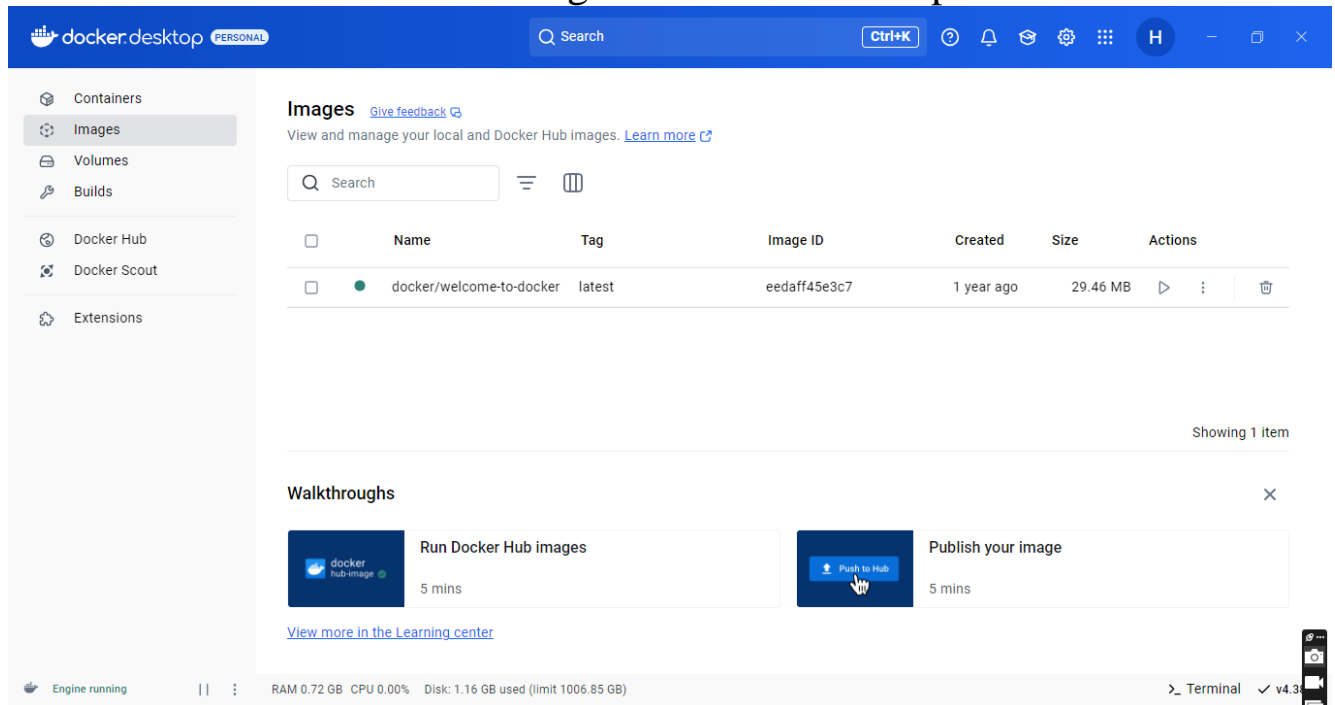 docker.desktop PERSONAL Search Ctrl+K H
Containers
Images
Volumes
Builds
Docker Hub
Docker Scout
Extensions
Images Give feedback
View and manage your local and Docker Hub images. Learn more
Search
Name Tag Image ID Created Size Actions
docker/welcome-to-docker latest eedaff45e3c7 1 year ago 29.46 MB
Showing 1 item
Walkthroughs
docker
hub-image
Run Docker Hub images
5 mins
Push to Hub
Publish your image
5 mins
View more in the Learning center
Engine running RAM 0.72 GB CPU 0.00% Disk: 1.16 GB used (limit 1006.85 GB) >_ Terminal